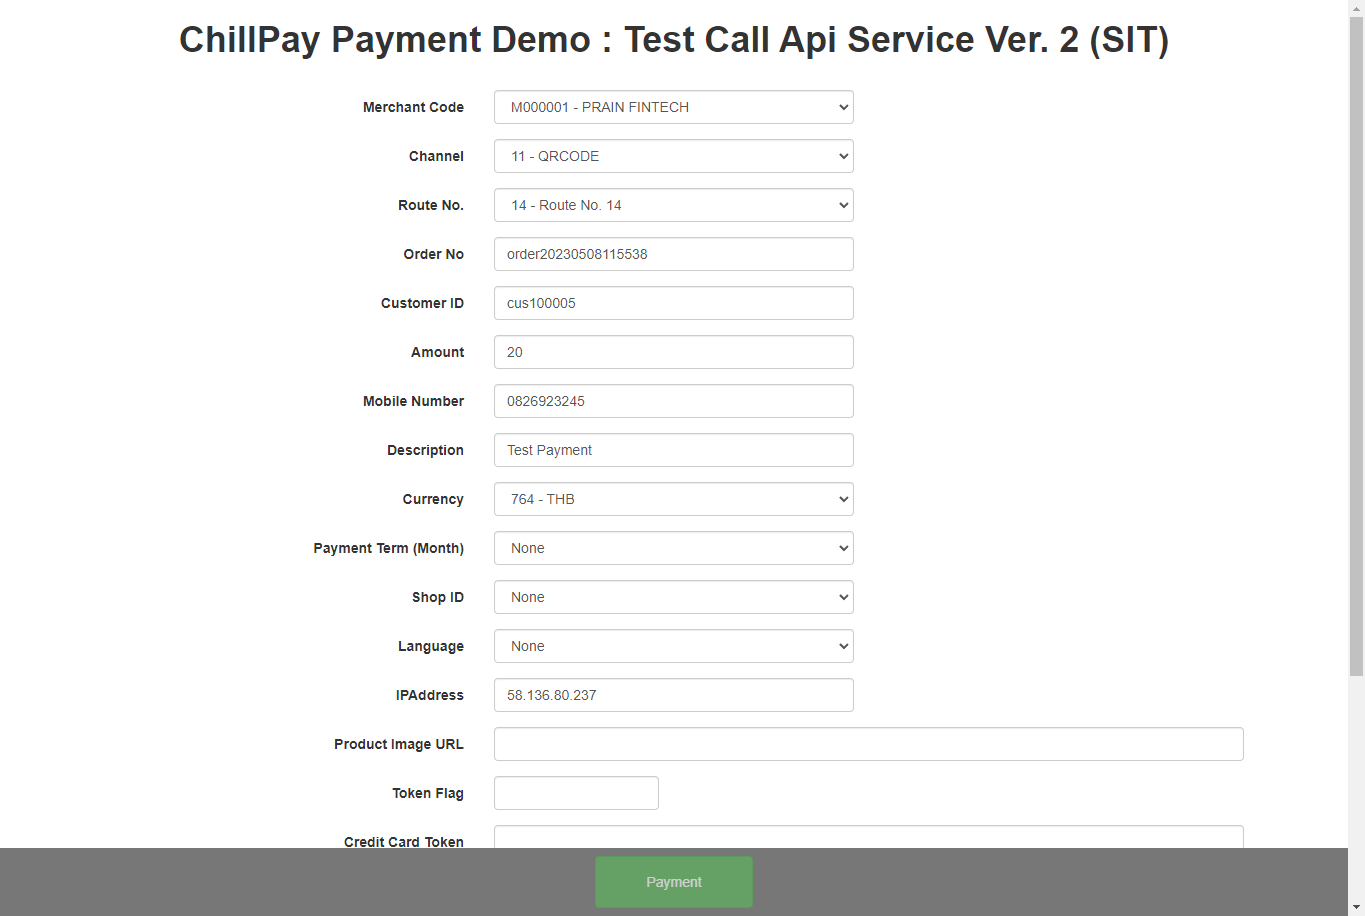 ChillPay Payment Demo : Test Call Api Service Ver. 2 (SIT)
Merchant Code M000001 - PRAIN FINTECH
Channel 11 - QRCODE
Route No. 14 - Route No. 14
Order No order20230508115538
Customer ID cus100005
Amount 20
Mobile Number 0826923245
Description Test Payment
Currency 764 - THB
Payment Term (Month) None
Shop ID None
Language None
IPAddress 58.136.80.237
Product Image URL
Token Flag
Credit Card Token
Payment